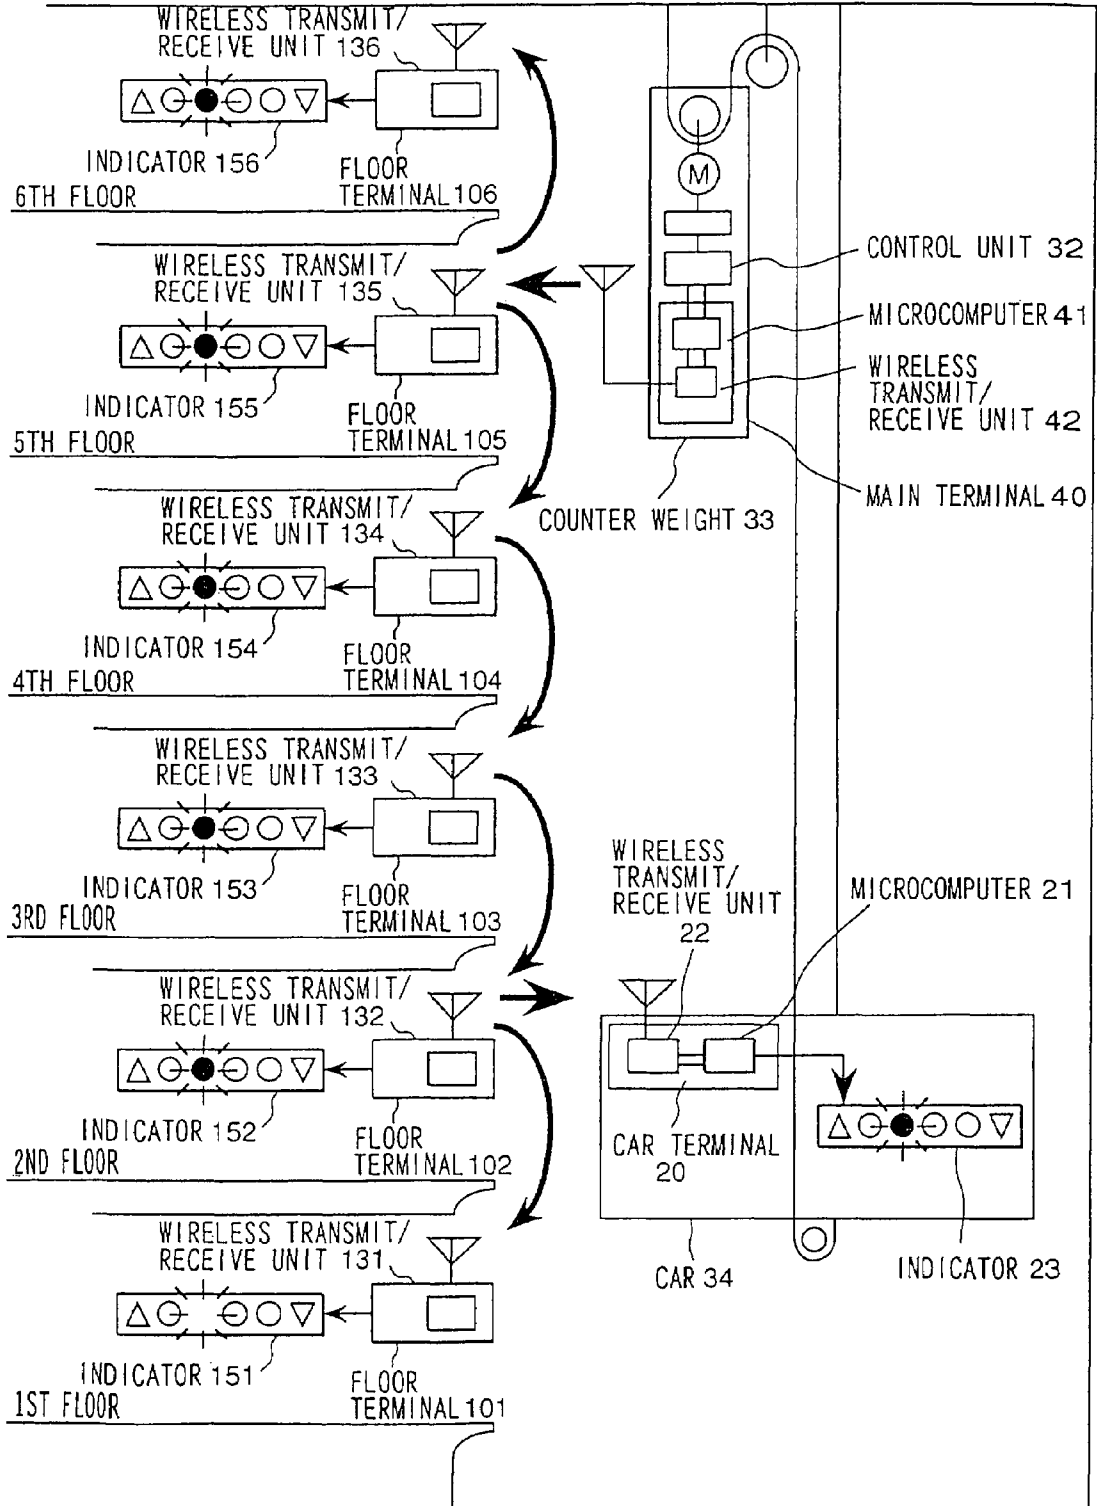 WIRELESS TRANSMIT/
RECEIVE UNIT 136
INDICATOR 156
FLOOR
TERMINAL 106
6TH FLOOR
WIRELESS TRANSMIT/
RECEIVE UNIT 135
INDICATOR 155
FLOOR
TERMINAL 105
5TH FLOOR
WIRELESS TRANSMIT/
RECEIVE UNIT 134
INDICATOR 154
FLOOR
TERMINAL 104
4TH FLOOR
WIRELESS TRANSMIT/
RECEIVE UNIT 133
INDICATOR 153
FLOOR
TERMINAL 103
3RD FLOOR
WIRELESS TRANSMIT/
RECEIVE UNIT 132
INDICATOR 152
FLOOR
TERMINAL 102
2ND FLOOR
WIRELESS TRANSMIT/
RECEIVE UNIT 131
INDICATOR 151
FLOOR
TERMINAL 101
1ST FLOOR
M
CONTROL UNIT 32
MICROCOMPUTER 41
WIRELESS
TRANSMIT/
RECEIVE UNIT 42
MAIN TERMINAL 40
COUNTER WEIGHT 33
WIRELESS
TRANSMIT/
RECEIVE UNIT
22
MICROCOMPUTER 21
CAR TERMINAL
20
CAR 34
INDICATOR 23